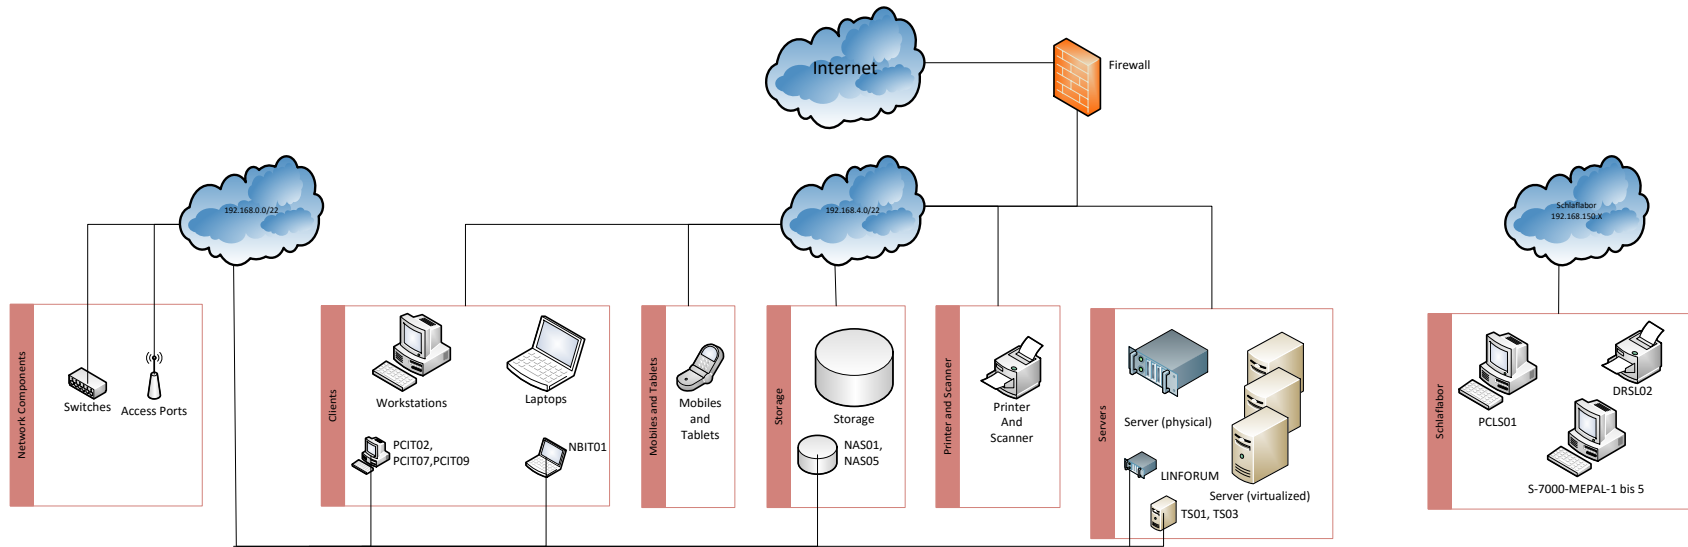 Internet
Firewall
192.168.0.0/22
192.168.4.0/22
Schlaflabor
192.168.150.X
Network Components
Switches
Access Ports
Clients
Workstations
Laptops
PCIT02,
PCIT07,PCIT09
NBIT01
Mobiles and Tablets
Mobiles
and
Tablets
Storage
Storage
NAS01,
NAS05
Printer and Scanner
Printer
And
Scanner
Servers
Server (physical)
LINFORUM
Server (virtualized)
TS01, TS03
Schlaflabor
PCLS01
DRSL02
S-7000-MEPAL-1 bis 5